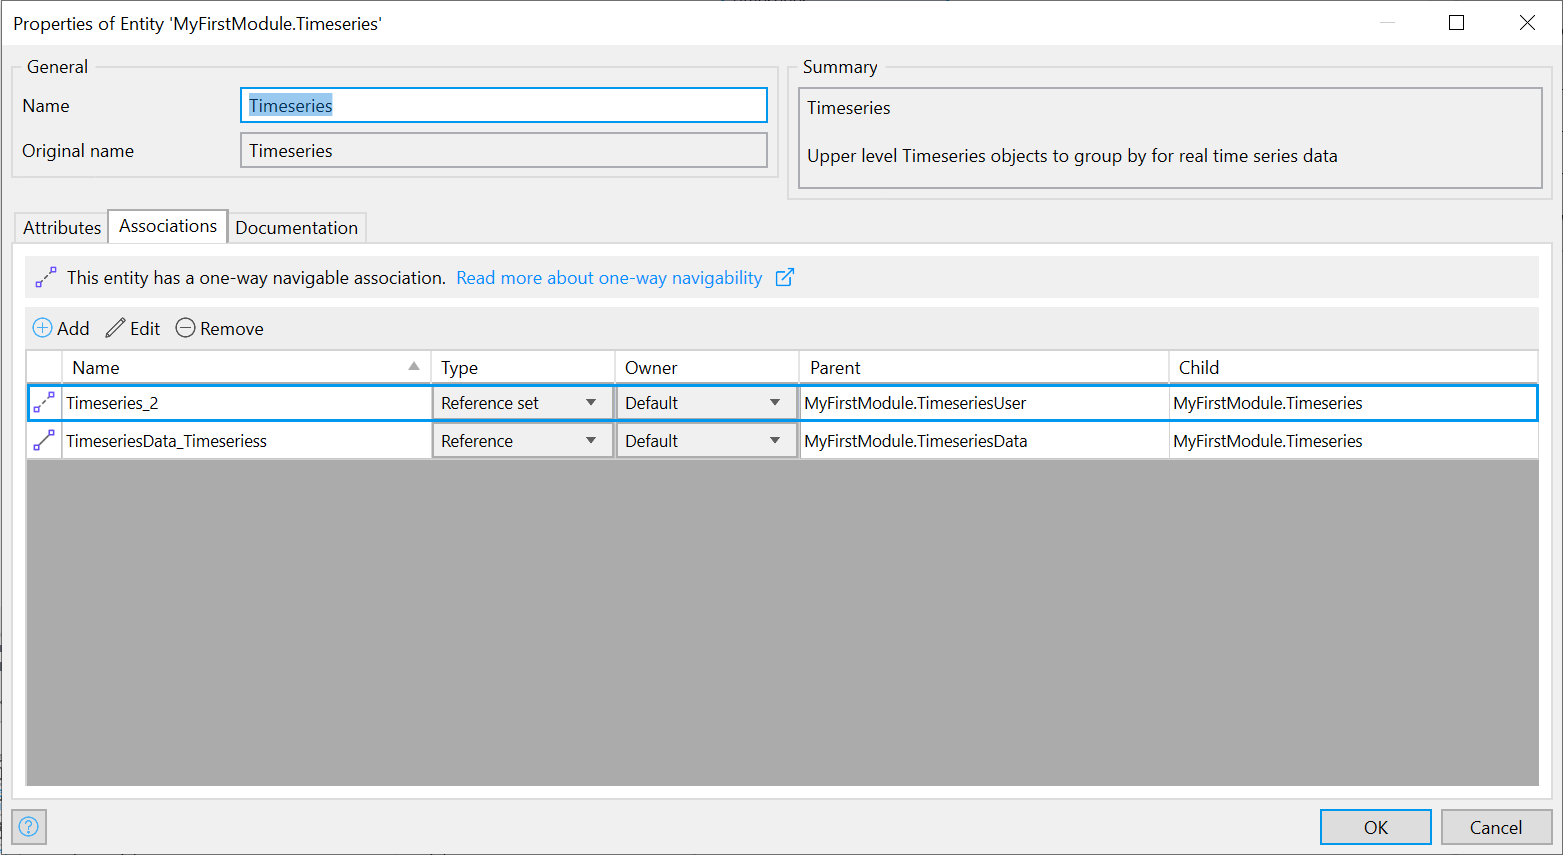 Properties of Entity 'MyFirstModule.Timeseries'
General
Name
Timeseries
Original name
Timeseries
Summary
Timeseries
Upper level Timeseries objects to group by for real time series data
Attributes Associations Documentation
This entity has a one-way navigable association. Read more about one-way navigability
Add Edit Remove
Name Type Owner Parent Child
Timeseries_2 Reference set Default MyFirstModule.TimeseriesUser MyFirstModule.Timeseries
TimeseriesData_Timeseriess Reference Default MyFirstModule.TimeseriesData MyFirstModule.Timeseries
? OK Cancel